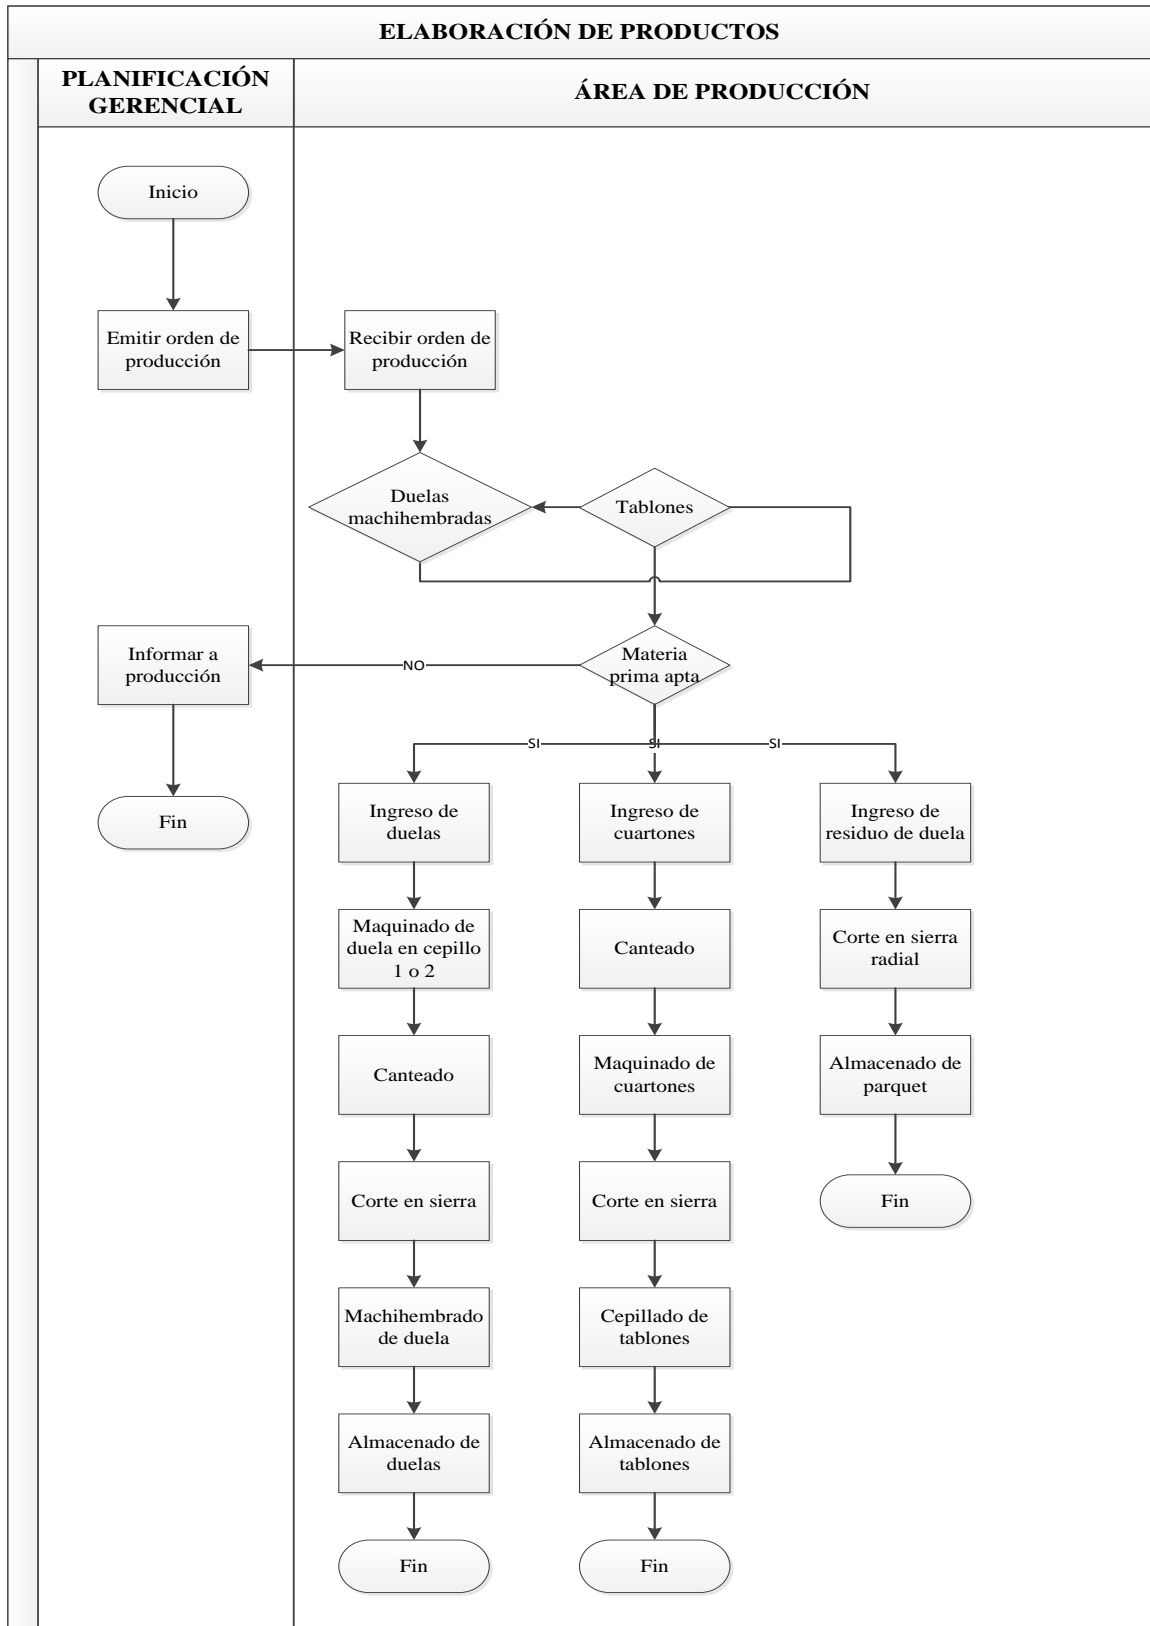 ELABORACIÓN DE PRODUCTOS
PLANIFICACIÓN
GERENCIAL
ÁREA DE PRODUCCIÓN
Inicio
Emitir orden de
producción
Recibir orden de
producción
Duelas
machihembradas
Tablones
Informar a
producción
NO
Materia
prima apta
SI
SI
SI
Fin
Ingreso de
duelas
Ingreso de
cuartones
Ingreso de
residuo de duela
Maquinado de
duela en cepillo
1 o 2
Canteado
Corte en sierra
radial
Canteado
Maquinado de
cuartones
Almacenado de
parquet
Corte en sierra
Corte en sierra
Fin
Machihembrado
de duela
Cepillado de
tablones
Almacenado de
duelas
Almacenado de
tablones
Fin
Fin